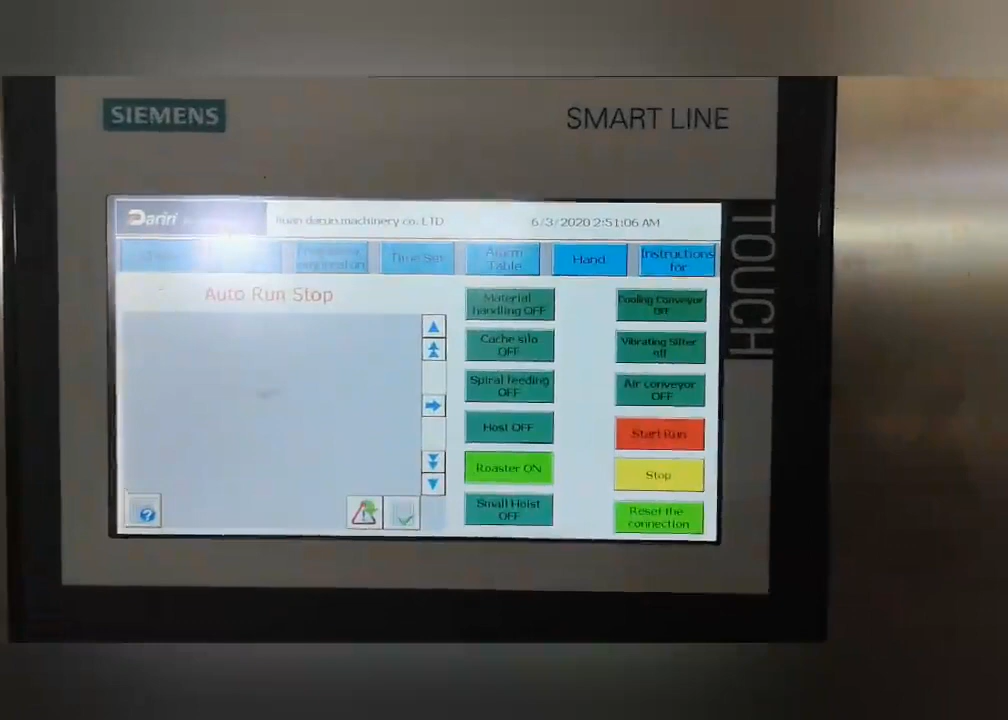 SIEMENS
SMART LINE
TOUCH
Dariri
machinery co. LTD
6/3/2020 2:51:06 AM
Time Set
Alarm
Table
Hand
Instructions
for
Auto Run Stop
Material
handling OFF
Cache silo
OFF
Spiral feeding
OFF
Host OFF
Roaster ON
Small Hoist
OFF
Cooling Conveyor
OFF
Vibrating Sifter
off
Air conveyor
OFF
Start Run
Stop
Reset the
connection